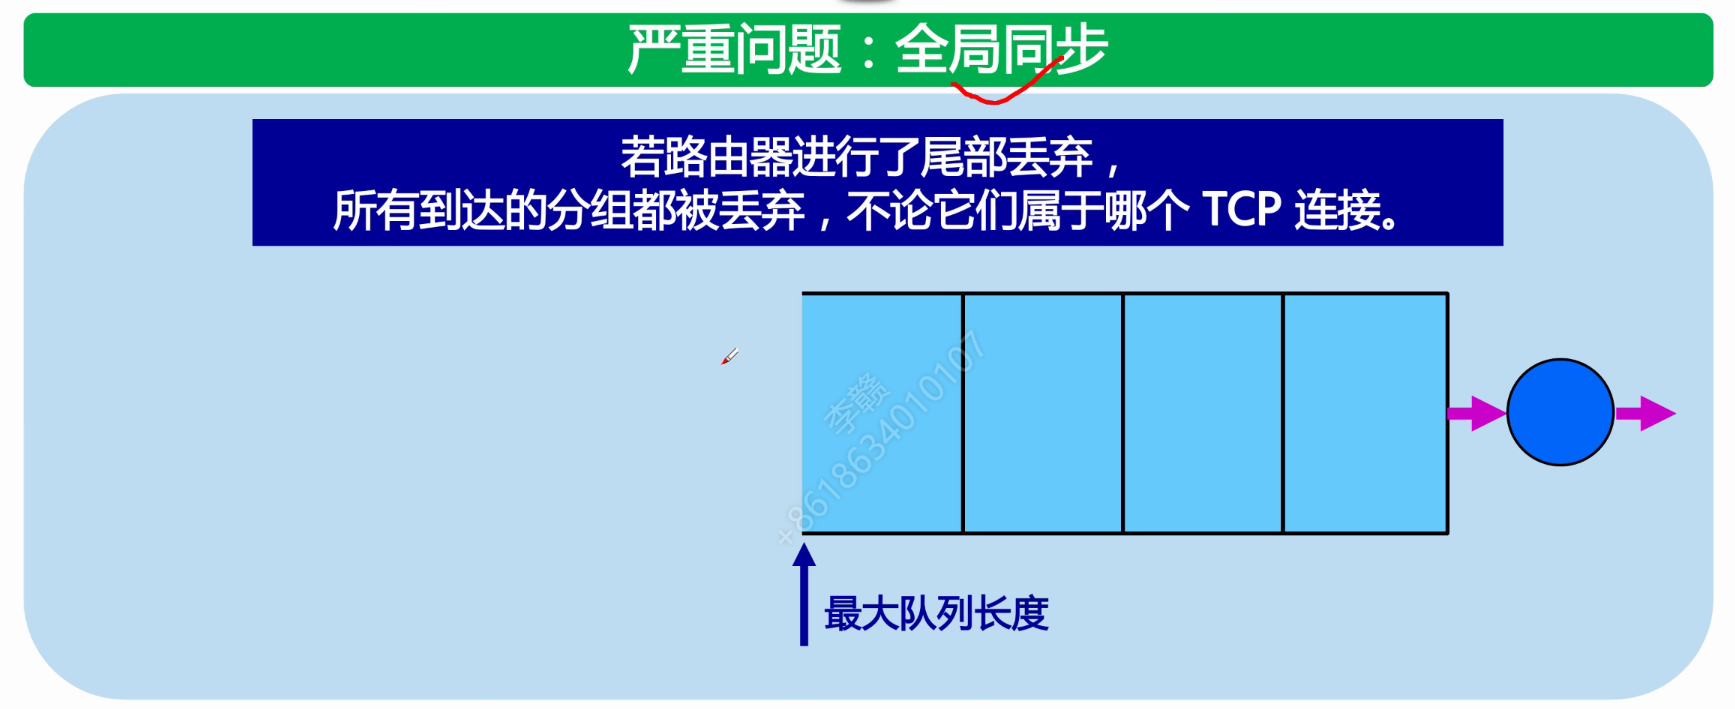 严重问题：全局同步
若路由器进行了尾部丢弃，
所有到达的分组都被丢弃，不论它们属于哪个 TCP 连接。
李赣
+8618634010107
最大队列长度